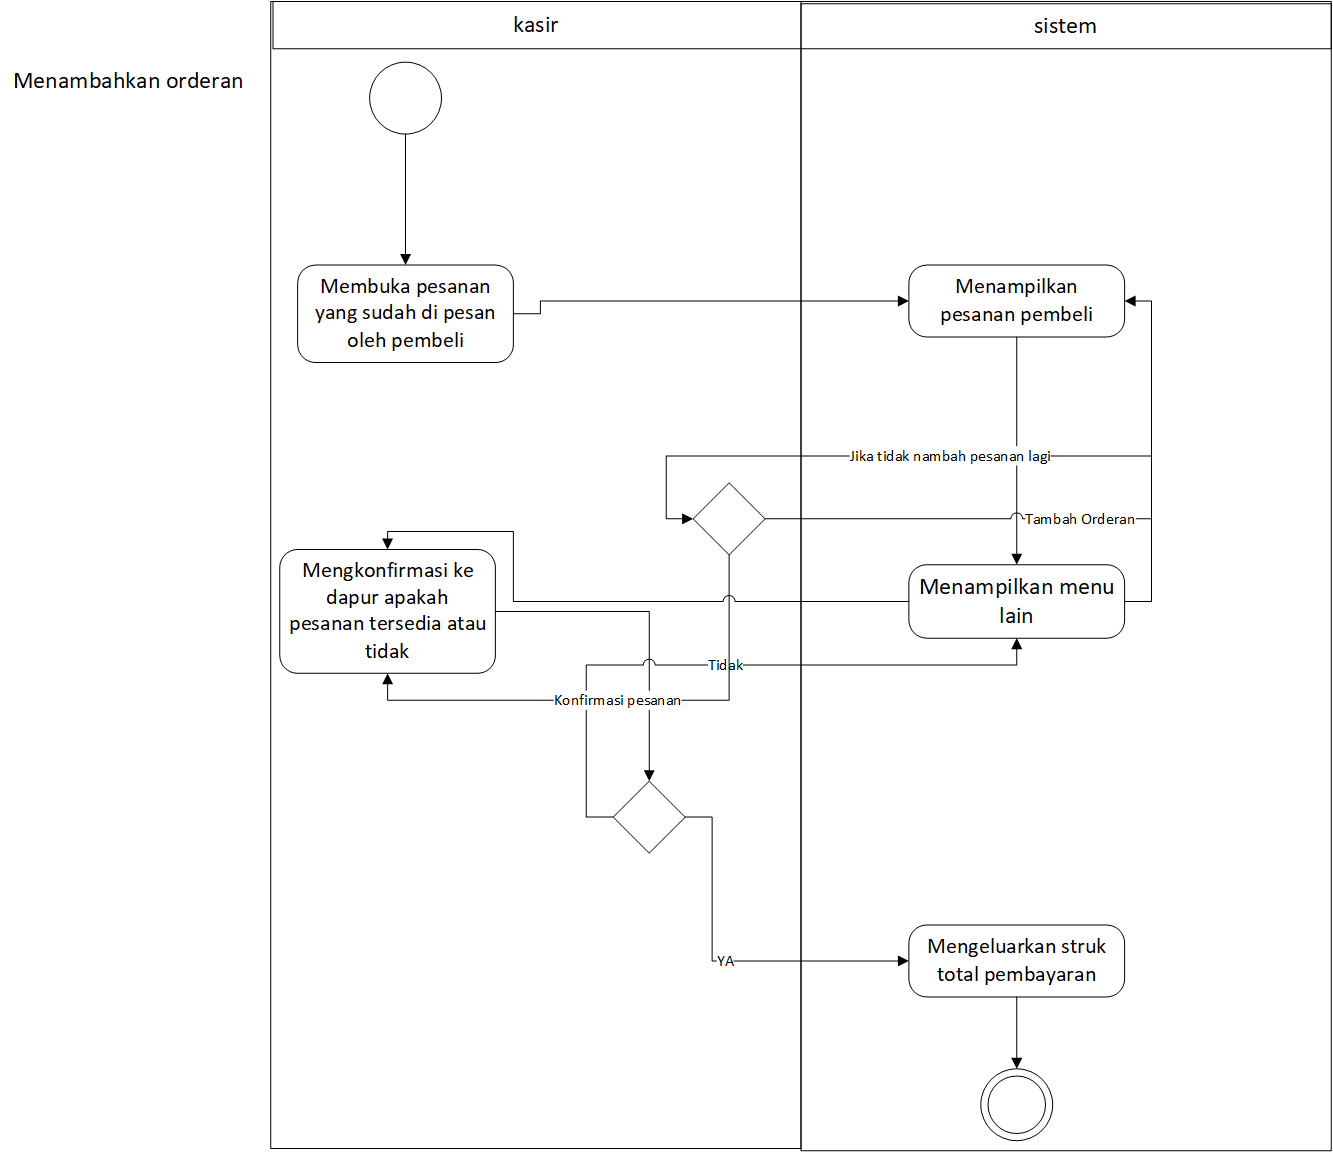 kasir
sistem
Menambahkan orderan
Membuka pesanan
yang sudah di pesan
oleh pembeli
Menampilkan
pesanan pembeli
Jika tidak nambah pesanan lagi
Tambah Orderan
Mengkonfirmasi ke
dapur apakah
pesanan tersedia atau
tidak
Menampilkan menu
lain
Tidak
Konfirmasi pesanan
Mengeluarkan struk
total pembayaran
YA